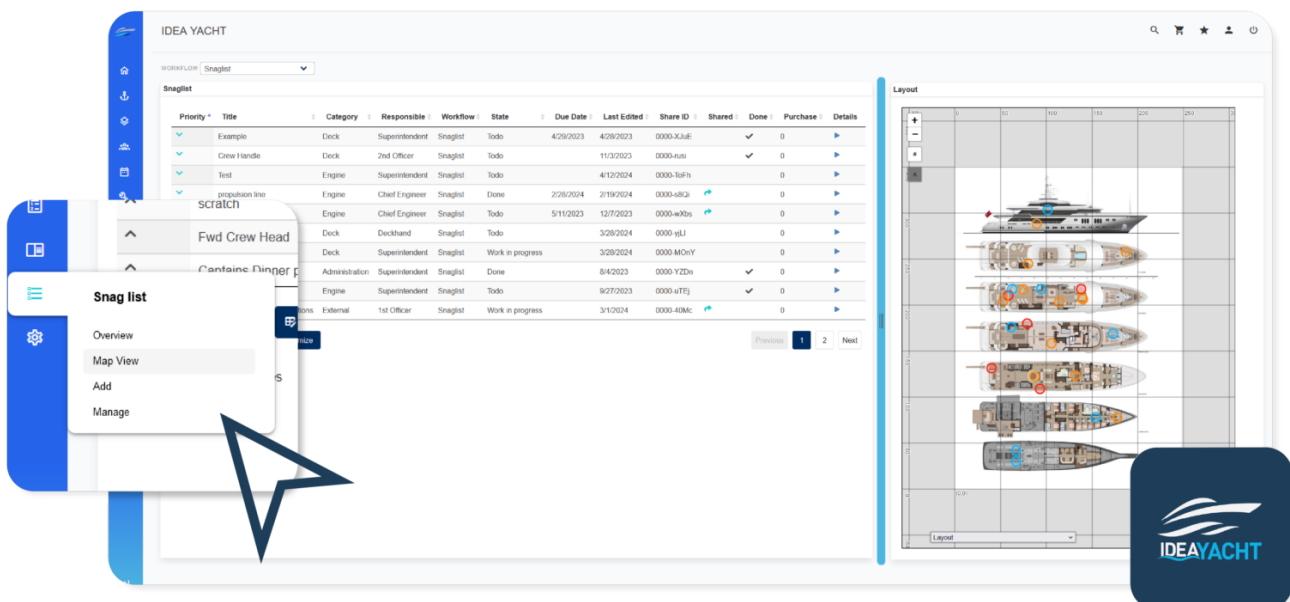 IDEA YACHT
WORKFLOW Snaglist
Snaglist
Priority Title Category Responsible Workflow State Due Date Last Edited Share ID Shared Done Purchase Details
Example Deck Superintendent Snaglist Todo 4/29/2023 4/28/2023 0000-XJuE 0
Crew Handle Deck 2nd Officer Snaglist Todo 11/3/2023 0000-rusi 0
Test Engine Superintendent Snaglist Todo 4/12/2024 0000-ToFh 0
propulsion line Engine Chief Engineer Snaglist Done 2/28/2024 2/19/2024 0000-s8Qi 0
Engine Chief Engineer Snaglist Todo 5/11/2023 12/7/2023 0000-wXbs 0
Deck Deckhand Snaglist Todo 3/28/2024 0000-yjLI 0
Deck Superintendent Snaglist Work in progress 3/28/2024 0000-MOnY 0
Administration Superintendent Snaglist Done 8/4/2023 0000-YZDn 0
Engine Superintendent Snaglist Todo 9/27/2023 0000-uTEj 0
External 1st Officer Snaglist Work in progress 3/1/2024 0000-40Mc 0
Previous 1 2 Next
scratch
Fwd Crew Head
Captains Dinner p
Snag list
Overview
Map View
Add
Manage
Layout
0 50 100 150 200 250
Layout
IDEAYACHT